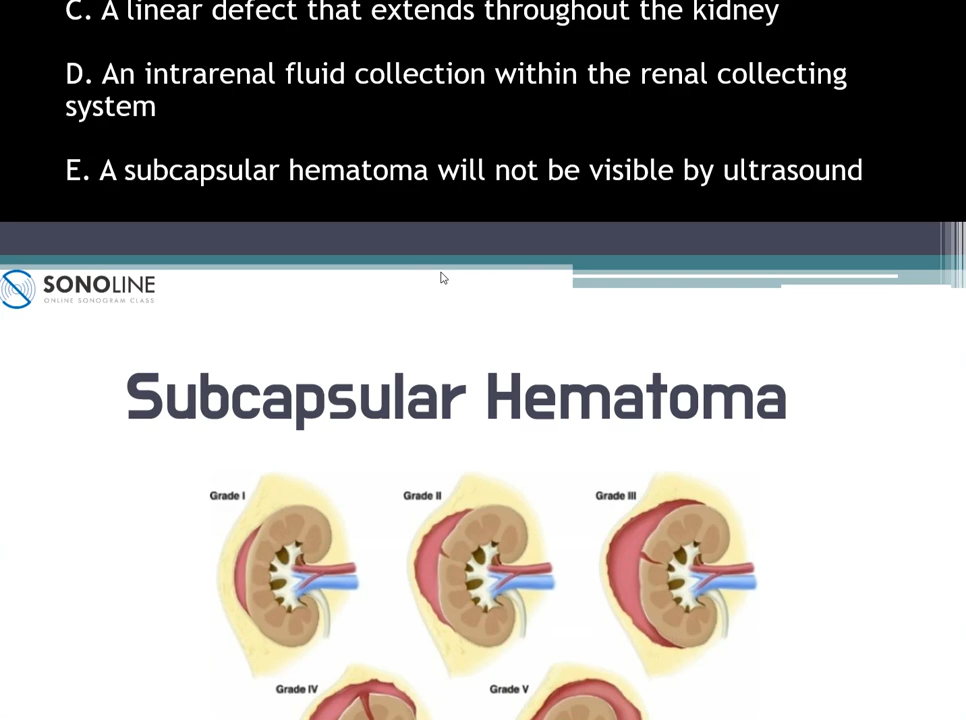 C. A linear defect that extends throughout the kidney
D. An intrarenal fluid collection within the renal collecting
system
E. A subcapsular hematoma will not be visible by ultrasound
SONOLINE
ONLINE SONOGRAM CLASS
Subcapsular Hematoma
Grade I
Grade II
Grade III
Grade IV
Grade V